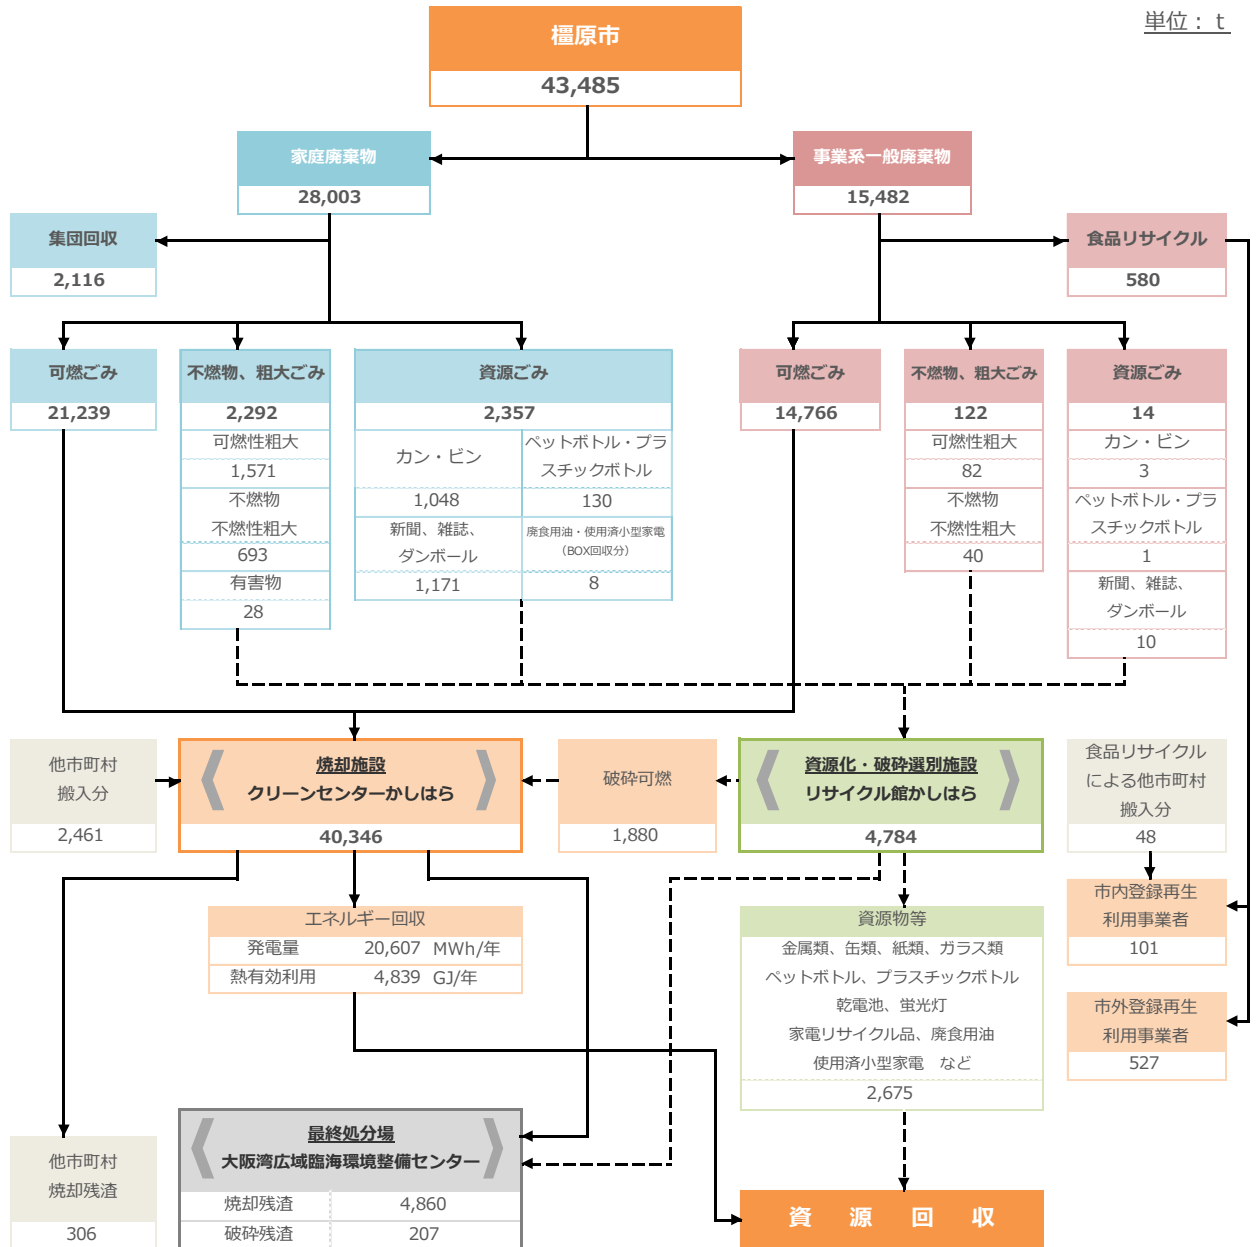 単位：ｔ
橿原市
43,485
家庭廃棄物
28,003
事業系一般廃棄物
15,482
集団回収
2,116
食品リサイクル
580
可燃ごみ
21,239
不燃物、粗大ごみ
2,292
可燃性粗大
1,571
不燃物
不燃性粗大
693
有害物
28
資源ごみ
2,357
カン・ビン
1,048
ペットボトル・プラ
スチックボトル
130
新聞、雑誌、
ダンボール
1,171
廃食用油・使用済小型家電
（BOX回収分）
8
可燃ごみ
14,766
不燃物、粗大ごみ
122
可燃性粗大
82
不燃物
不燃性粗大
40
資源ごみ
14
カン・ビン
3
ペットボトル・プラ
スチックボトル
1
新聞、雑誌、
ダンボール
10
他市町村
搬入分
2,461
焼却施設
クリーンセンターかしはら
40,346
破砕可燃
1,880
資源化・破砕選別施設
リサイクル館かしはら
4,784
食品リサイクル
による他市町村
搬入分
48
エネルギー回収
発電量 20,607 MWh/年
熱有効利用 4,839 GJ/年
資源物等
金属類、缶類、紙類、ガラス類
ペットボトル、プラスチックボトル
乾電池、蛍光灯
家電リサイクル品、廃食用油
使用済小型家電　など
2,675
市内登録再生
利用事業者
101
市外登録再生
利用事業者
527
他市町村
焼却残渣
306
最終処分場
大阪湾広域臨海環境整備センター
焼却残渣 4,860
破砕残渣 207
資　源　回　収